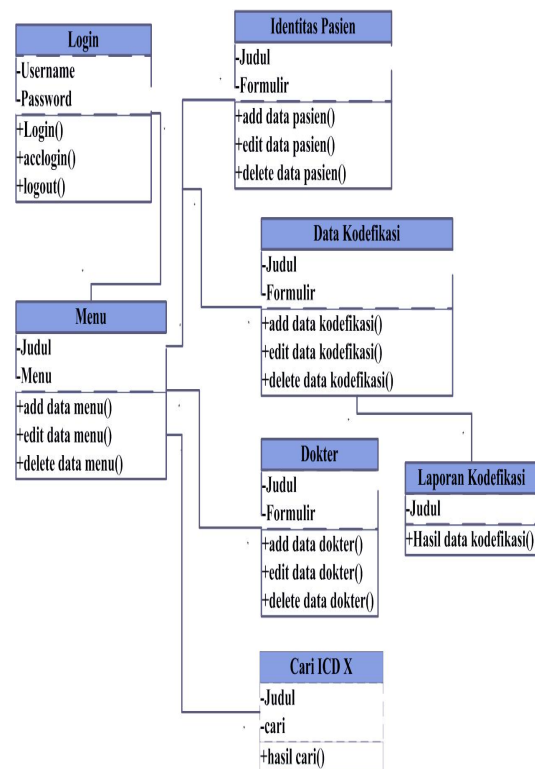 Login
-Username
-Password
+Login()
+acclogin()
+logout()
Identitas Pasien
-Judul
-Formulir
+add data pasien()
+edit data pasien()
+delete data pasien()
Data Kodefikasi
-Judul
-Formulir
+add data kodefikasi()
+edit data kodefikasi()
+delete data kodefikasi()
Menu
-Judul
-Menu
+add data menu()
+edit data menu()
+delete data menu()
Dokter
-Judul
-Formulir
+add data dokter()
+edit data dokter()
+delete data dokter()
Laporan Kodefikasi
-Judul
+Hasil data kodefikasi()
Cari ICD X
-Judul
-cari
+hasil cari()